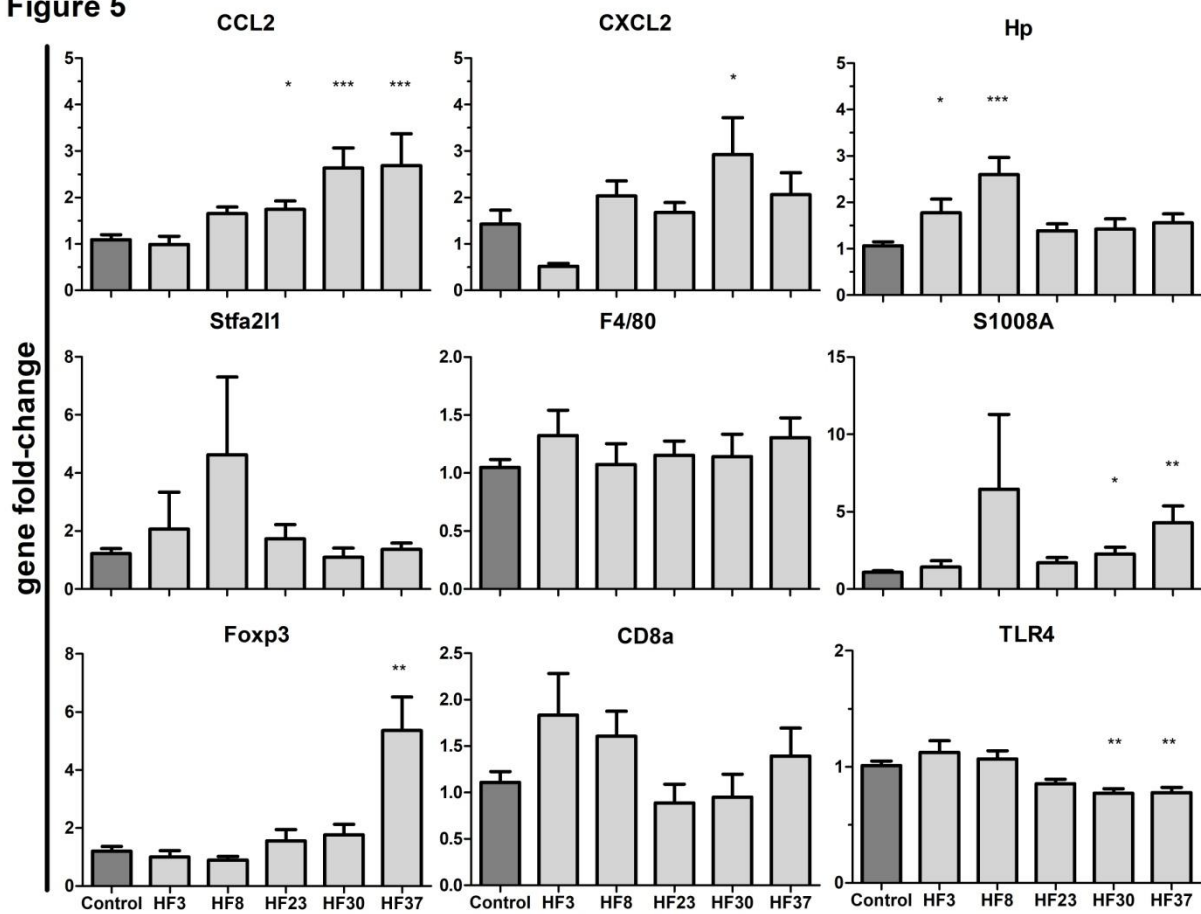 Figure 5
CCL2 CXCL2 Hp
5 5 5
4 4 4
3 3 3
2 2 2
1 1 1
0 0 0
* *** *** * * ***
Stfa2l1 F4/80 S1008A
8 2.0 15
6 1.5 10
4 1.0 5
2 0.5 0
0 0.0
* **
gene fold-change
Foxp3 CD8a TLR4
8 2.5 2
6 2.0 1
4 1.5 0
2 1.0
0 0.5
0.0
** ** **
Control HF3 HF8 HF23 HF30 HF37 Control HF3 HF8 HF23 HF30 HF37 Control HF3 HF8 HF23 HF30 HF37